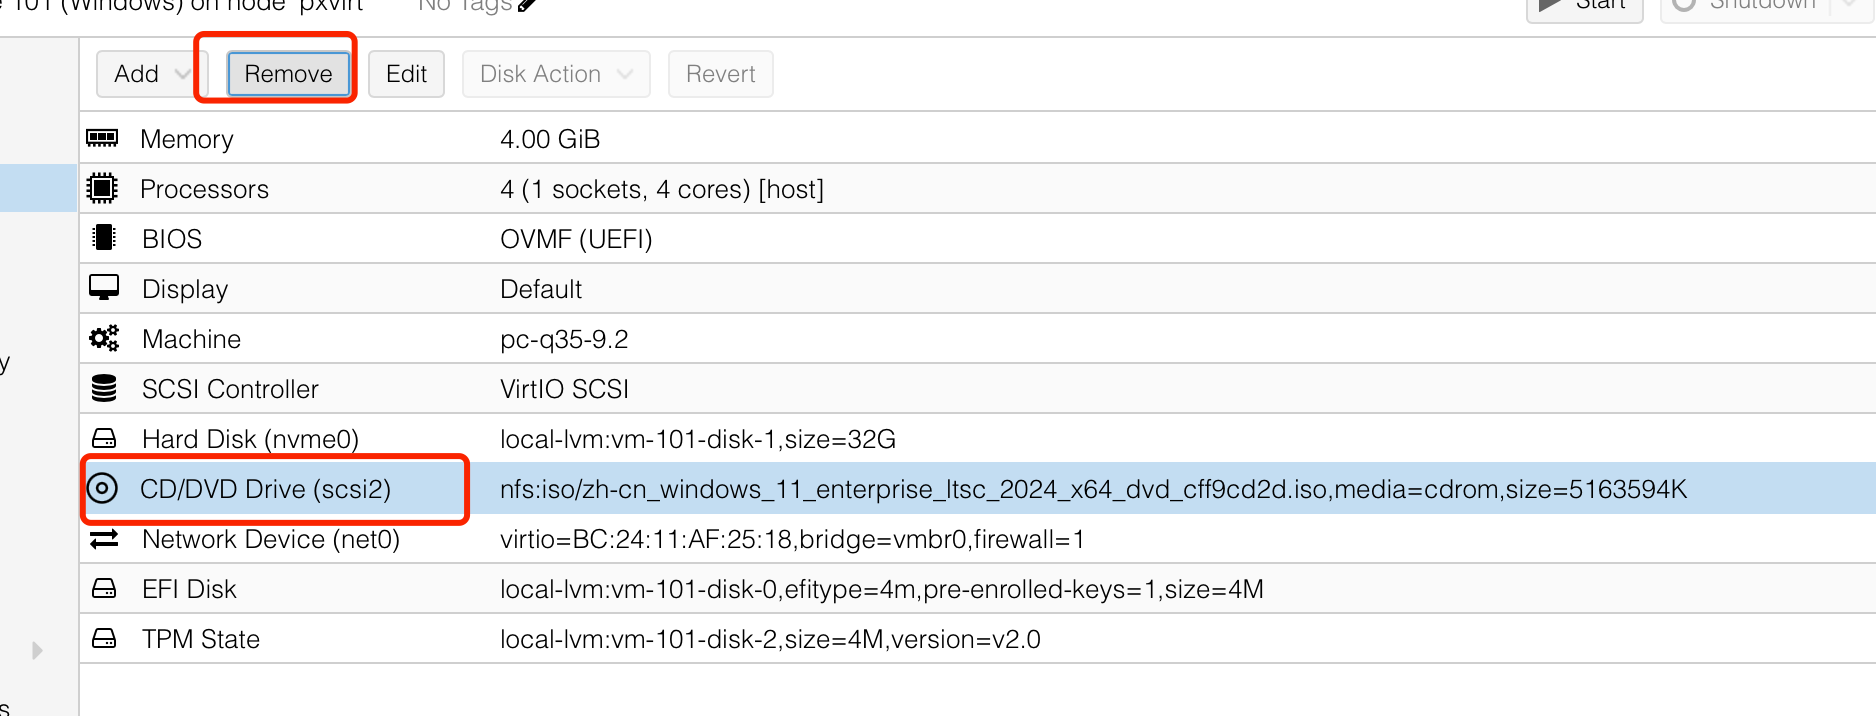 101 (Windows) on node 'pxvirt'
No Tags
Start
Shutdown
Add
Remove
Edit
Disk Action
Revert
Memory 4.00 GiB
Processors 4 (1 sockets, 4 cores) [host]
BIOS OVMF (UEFI)
Display Default
Machine pc-q35-9.2
SCSI Controller VirtIO SCSI
Hard Disk (nvme0) local-lvm:vm-101-disk-1,size=32G
CD/DVD Drive (scsi2) nfs:iso/zh-cn_windows_11_enterprise_ltsc_2024_x64_dvd_cff9cd2d.iso,media=cdrom,size=5163594K
Network Device (net0) virtio=BC:24:11:AF:25:18,bridge=vmbr0,firewall=1
EFI Disk local-lvm:vm-101-disk-0,efitype=4m,pre-enrolled-keys=1,size=4M
TPM State local-lvm:vm-101-disk-2,size=4M,version=v2.0
y
s